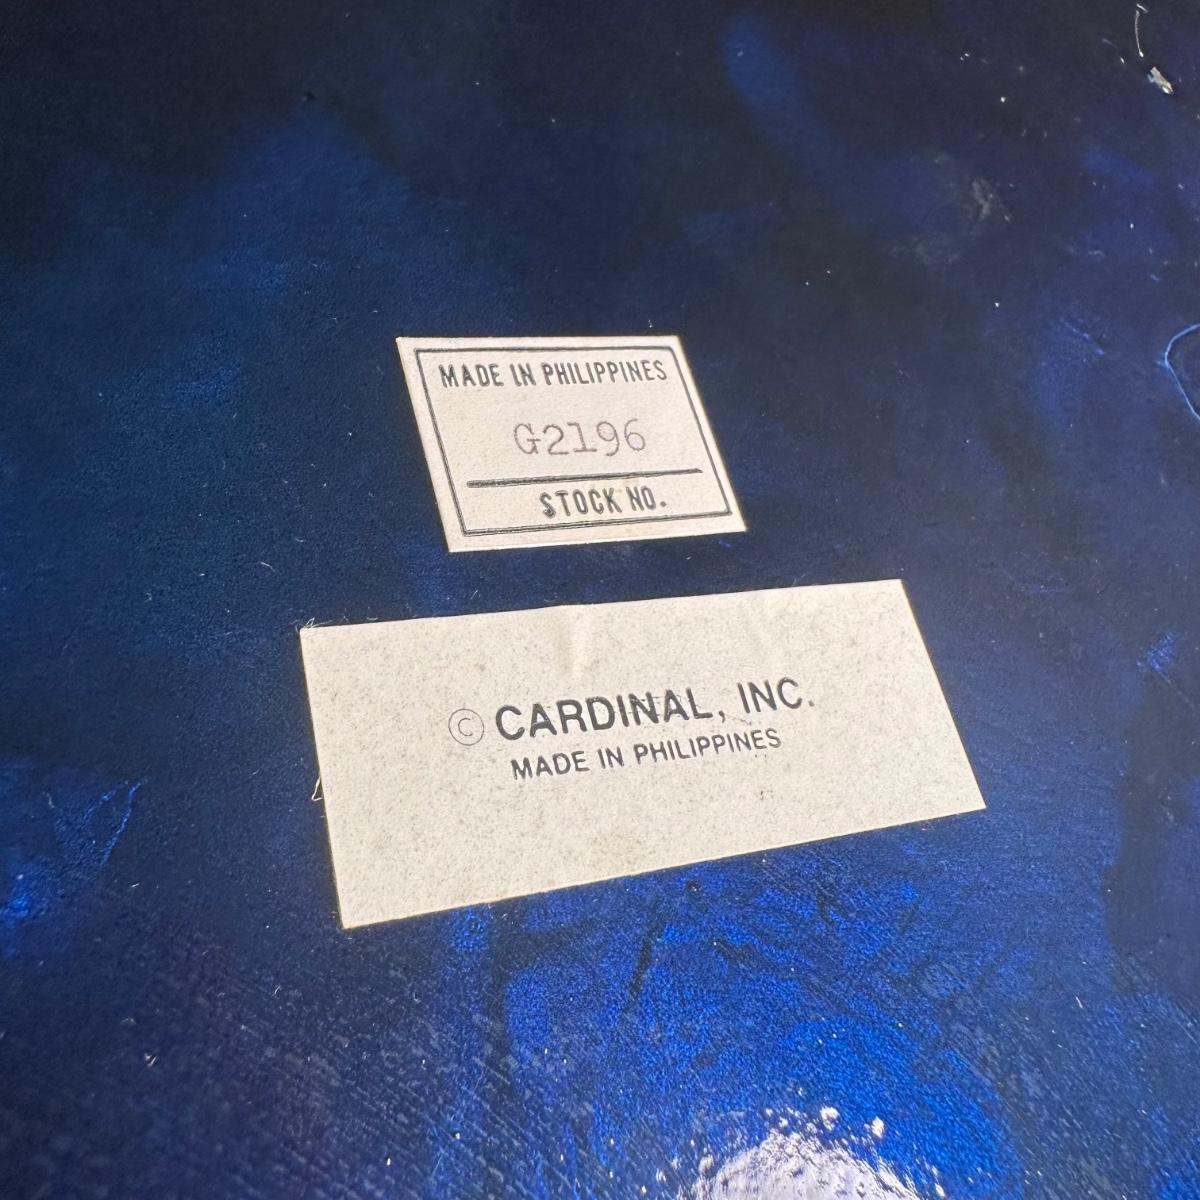 MADE IN PHILIPPINES
G2196
STOCK NO.
© CARDINAL, INC.
MADE IN PHILIPPINES